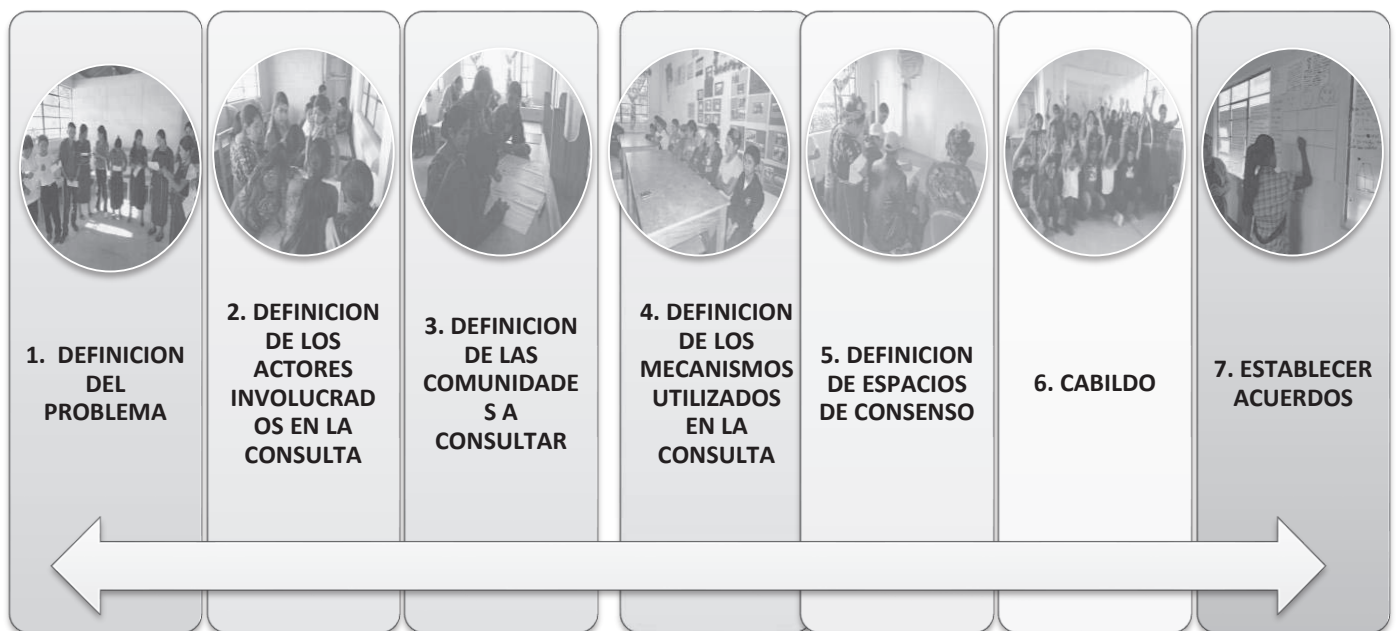 1. DEFINICION
DEL
PROBLEMA
2. DEFINICION
DE LOS
ACTORES
INVOLUCRAD
OS EN LA
CONSULTA
3. DEFINICION
DE LAS
COMUNIDADE
S A
CONSULTAR
4. DEFINICION
DE LOS
MECANISMOS
UTILIZADOS
EN LA
CONSULTA
5. DEFINICION
DE ESPACIOS
DE CONSENSO
6. CABILDO
7. ESTABLECER
ACUERDOS